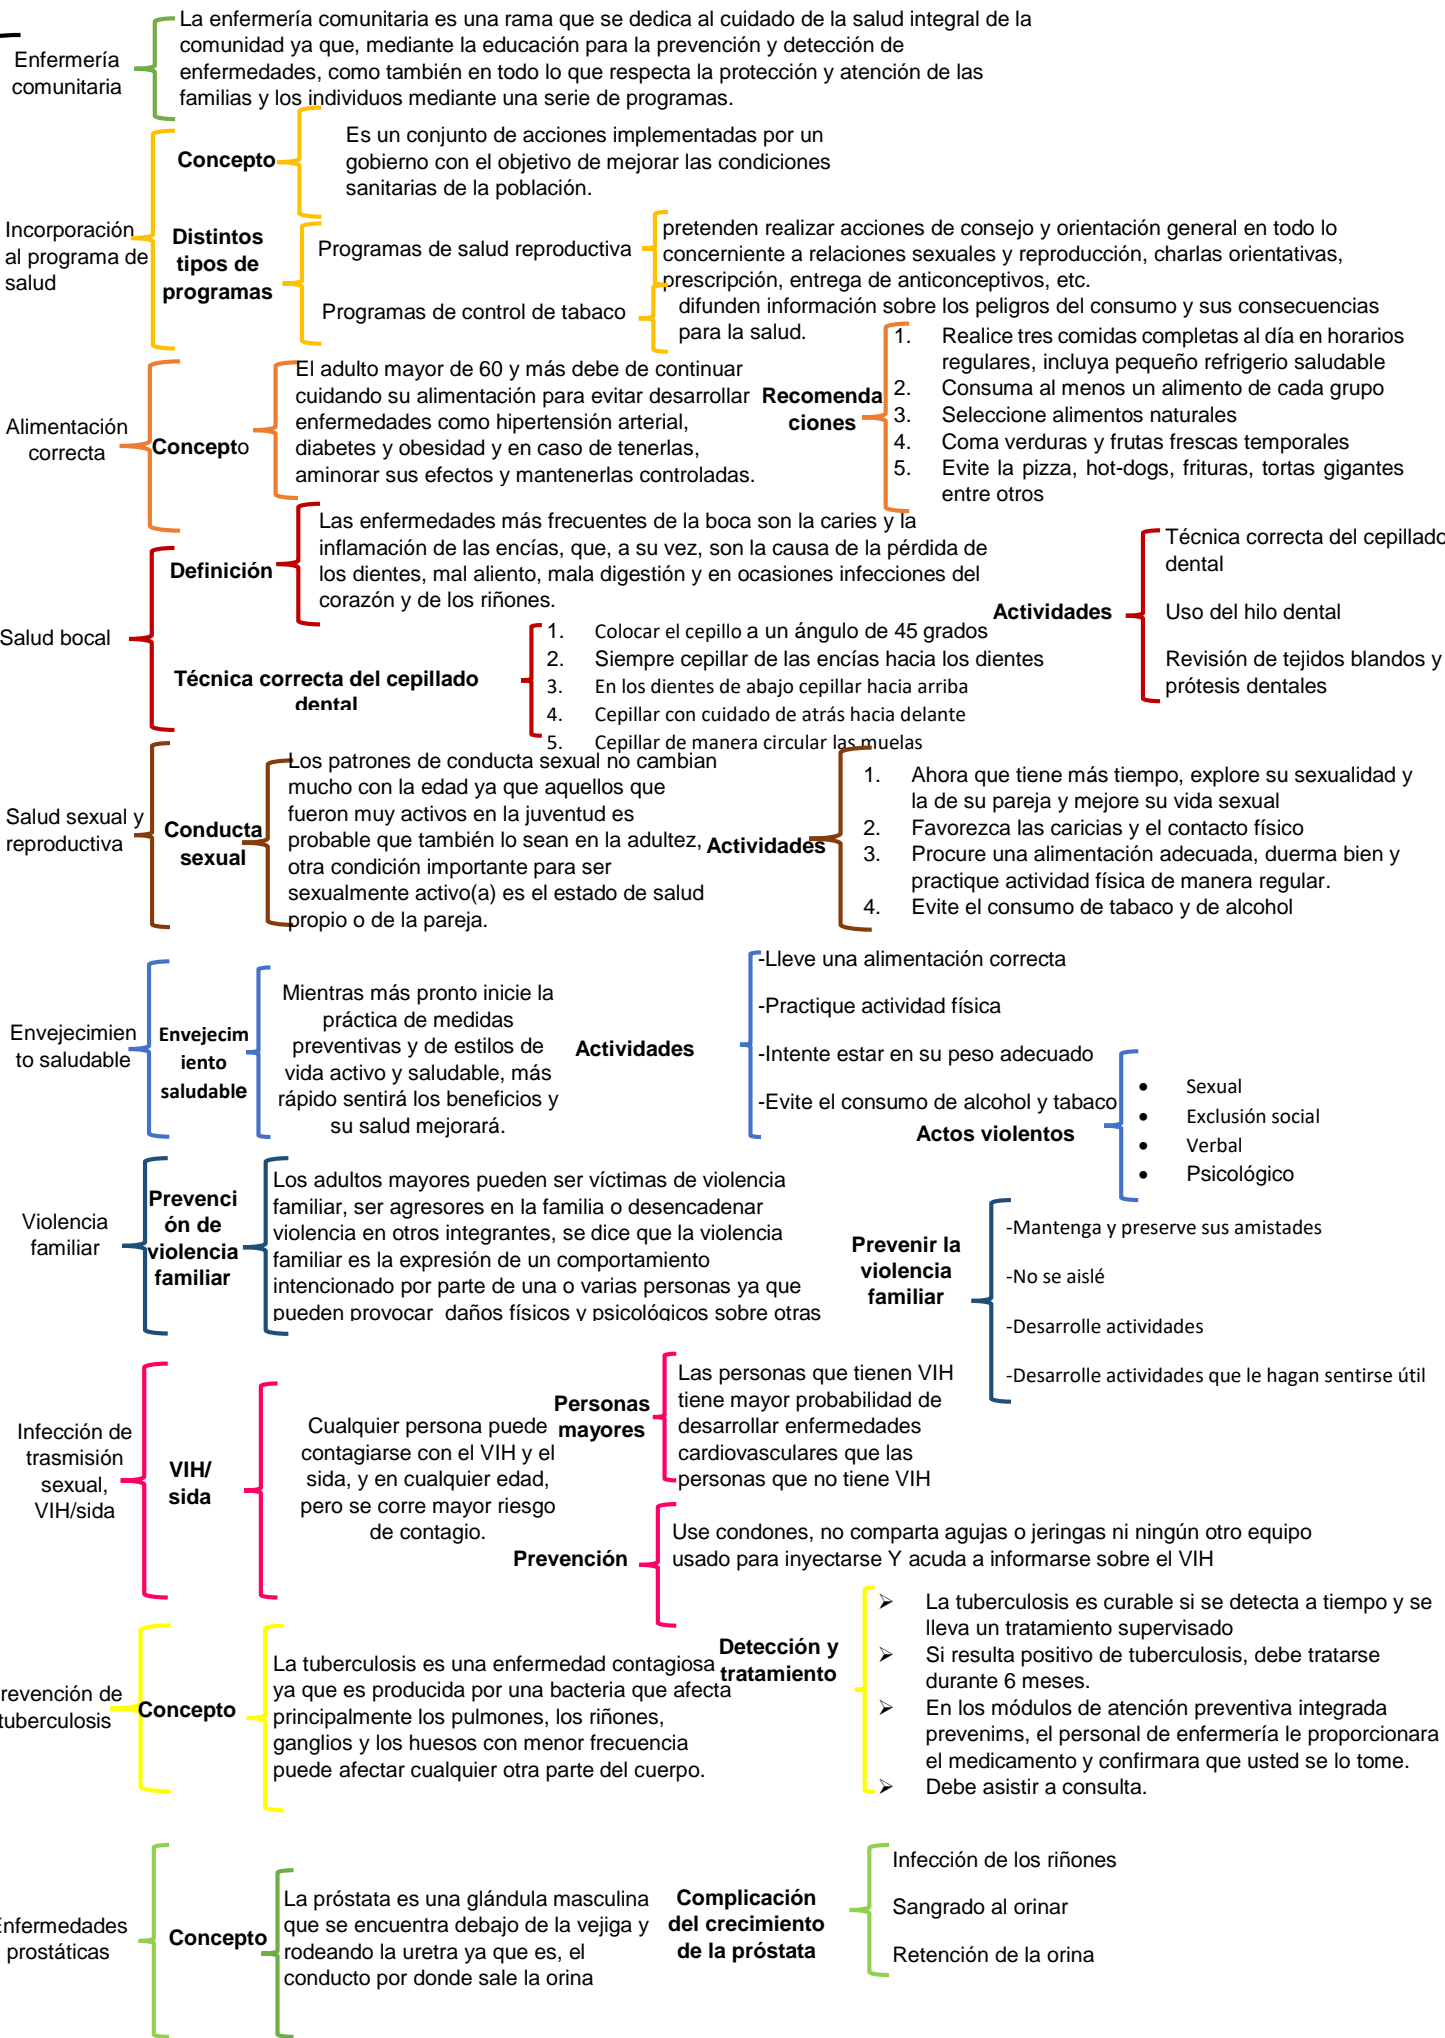 La enfermería comunitaria es una rama que se dedica al cuidado de la salud integral de la
comunidad ya que, mediante la educación para la prevención y detección de
enfermedades, como también en todo lo que respecta la protección y atención de las
familias y los individuos mediante una serie de programas.
Enfermería
comunitaria
Incorporación
al programa de
salud
Concepto
Es un conjunto de acciones implementadas por un
gobierno con el objetivo de mejorar las condiciones
sanitarias de la población.
Distintos
tipos de
programas
Programas de salud reproductiva
pretenden realizar acciones de consejo y orientación general en todo lo
concerniente a relaciones sexuales y reproducción, charlas orientativas,
prescripción, entrega de anticonceptivos, etc.
Programas de control de tabaco
difunden información sobre los peligros del consumo y sus consecuencias
para la salud.
Alimentación
correcta
Concepto
El adulto mayor de 60 y más debe de continuar
cuidando su alimentación para evitar desarrollar
enfermedades como hipertensión arterial,
diabetes y obesidad y en caso de tenerlas,
aminorar sus efectos y mantenerlas controladas.
Recomenda
ciones
1. Realice tres comidas completas al día en horarios
regulares, incluya pequeño refrigerio saludable
2. Consuma al menos un alimento de cada grupo
3. Seleccione alimentos naturales
4. Coma verduras y frutas frescas temporales
5. Evite la pizza, hot-dogs, frituras, tortas gigantes
entre otros
Salud bocal
Definición
Las enfermedades más frecuentes de la boca son la caries y la
inflamación de las encías, que, a su vez, son la causa de la pérdida de
los dientes, mal aliento, mala digestión y en ocasiones infecciones del
corazón y de los riñones.
Técnica correcta del cepillado
dental
1. Colocar el cepillo a un ángulo de 45 grados
2. Siempre cepillar de las encías hacia los dientes
3. En los dientes de abajo cepillar hacia arriba
4. Cepillar con cuidado de atrás hacia delante
5. Cepillar de manera circular las muelas
Actividades
Técnica correcta del cepillado
dental
Uso del hilo dental
Revisión de tejidos blandos y
prótesis dentales
Salud sexual y
reproductiva
Conducta
sexual
Los patrones de conducta sexual no cambian
mucho con la edad ya que aquellos que
fueron muy activos en la juventud es
probable que también lo sean en la adultez,
otra condición importante para ser
sexualmente activo(a) es el estado de salud
propio o de la pareja.
Actividades
1. Ahora que tiene más tiempo, explore su sexualidad y
la de su pareja y mejore su vida sexual
2. Favorezca las caricias y el contacto físico
3. Procure una alimentación adecuada, duerma bien y
practique actividad física de manera regular.
4. Evite el consumo de tabaco y de alcohol
Envejecimien
to saludable
Envejecim
iento
saludable
Mientras más pronto inicie la
práctica de medidas
preventivas y de estilos de
vida activo y saludable, más
rápido sentirá los beneficios y
su salud mejorará.
Actividades
-Lleve una alimentación correcta
-Practique actividad física
-Intente estar en su peso adecuado
-Evite el consumo de alcohol y tabaco
Actos violentos
• Sexual
• Exclusión social
• Verbal
• Psicológico
Violencia
familiar
Prevenci
ón de
violencia
familiar
Los adultos mayores pueden ser víctimas de violencia
familiar, ser agresores en la familia o desencadenar
violencia en otros integrantes, se dice que la violencia
familiar es la expresión de un comportamiento
intencionado por parte de una o varias personas ya que
pueden provocar daños físicos y psicológicos sobre otras
Prevenir la
violencia
familiar
-Mantenga y preserve sus amistades
-No se aislé
-Desarrolle actividades
-Desarrolle actividades que le hagan sentirse útil
Infección de
trasmisión
sexual,
VIH/sida
VIH/
sida
Cualquier persona puede
contagiarse con el VIH y el
sida, y en cualquier edad,
pero se corre mayor riesgo
de contagio.
Personas
mayores
Las personas que tienen VIH
tiene mayor probabilidad de
desarrollar enfermedades
cardiovasculares que las
personas que no tiene VIH
Prevención
Use condones, no comparta agujas o jeringas ni ningún otro equipo
usado para inyectarse Y acuda a informarse sobre el VIH
revención de
tuberculosis
Concepto
La tuberculosis es una enfermedad contagiosa
ya que es producida por una bacteria que afecta
principalmente los pulmones, los riñones,
ganglios y los huesos con menor frecuencia
puede afectar cualquier otra parte del cuerpo.
Detección y
tratamiento
➢ La tuberculosis es curable si se detecta a tiempo y se
lleva un tratamiento supervisado
➢ Si resulta positivo de tuberculosis, debe tratarse
durante 6 meses.
➢ En los módulos de atención preventiva integrada
prevenims, el personal de enfermería le proporcionara
el medicamento y confirmara que usted se lo tome.
➢ Debe asistir a consulta.
Enfermedades
prostáticas
Concepto
La próstata es una glándula masculina
que se encuentra debajo de la vejiga y
rodeando la uretra ya que es, el
conducto por donde sale la orina
Complicación
del crecimiento
de la próstata
Infección de los riñones
Sangrado al orinar
Retención de la orina